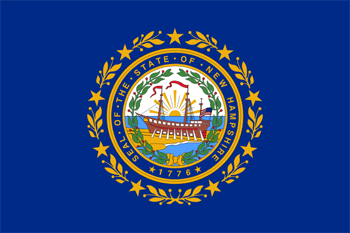 SEAL · OF · THE · STATE · OF · NEW · HAMPSHIRE
1776